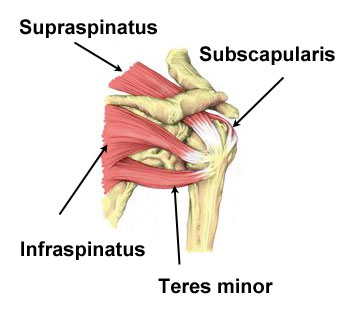 Supraspinatus
Subscapularis
Infraspinatus
Teres minor